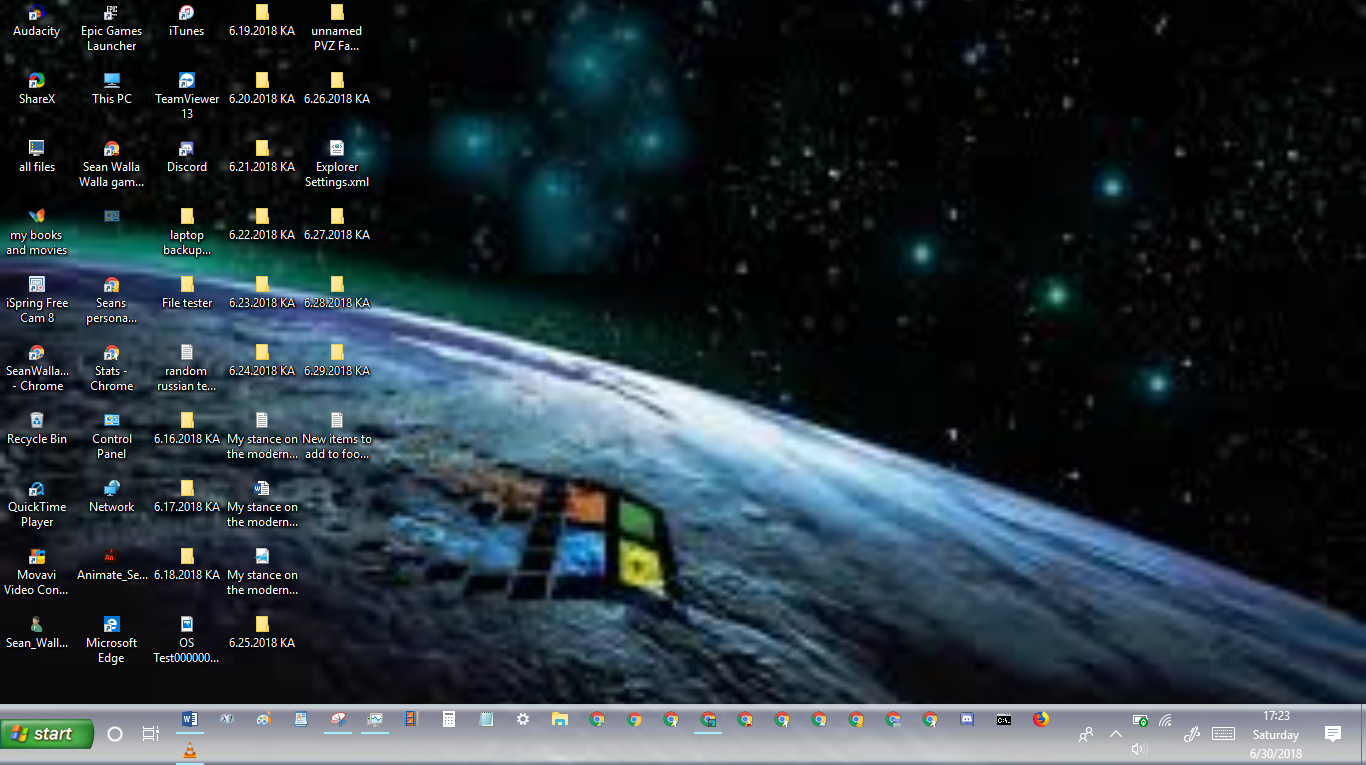 Audacity
Epic Games
Launcher
iTunes
6.19.2018 KA
unnamed
PVZ Fa...
ShareX
This PC
TeamViewer
13
6.20.2018 KA
6.26.2018 KA
all files
Sean Walla
Walla gam...
Discord
6.21.2018 KA
Explorer
Settings.xml
my books
and movies
laptop
backup...
6.22.2018 KA
6.27.2018 KA
iSpring Free
Cam 8
Seans
persona...
File tester
6.23.2018 KA
6.28.2018 KA
SeanWalla...
- Chrome
Stats -
Chrome
random
russian te...
6.24.2018 KA
6.29.2018 KA
Recycle Bin
Control
Panel
6.16.2018 KA
My stance on
the modern...
New items to
add to foo...
QuickTime
Player
Network
6.17.2018 KA
My stance on
the modern...
Movavi
Video Con...
Animate_Se...
6.18.2018 KA
My stance on
the modern...
Sean_Wall...
Microsoft
Edge
OS
Test000000...
6.25.2018 KA
start
17:23
Saturday
6/30/2018